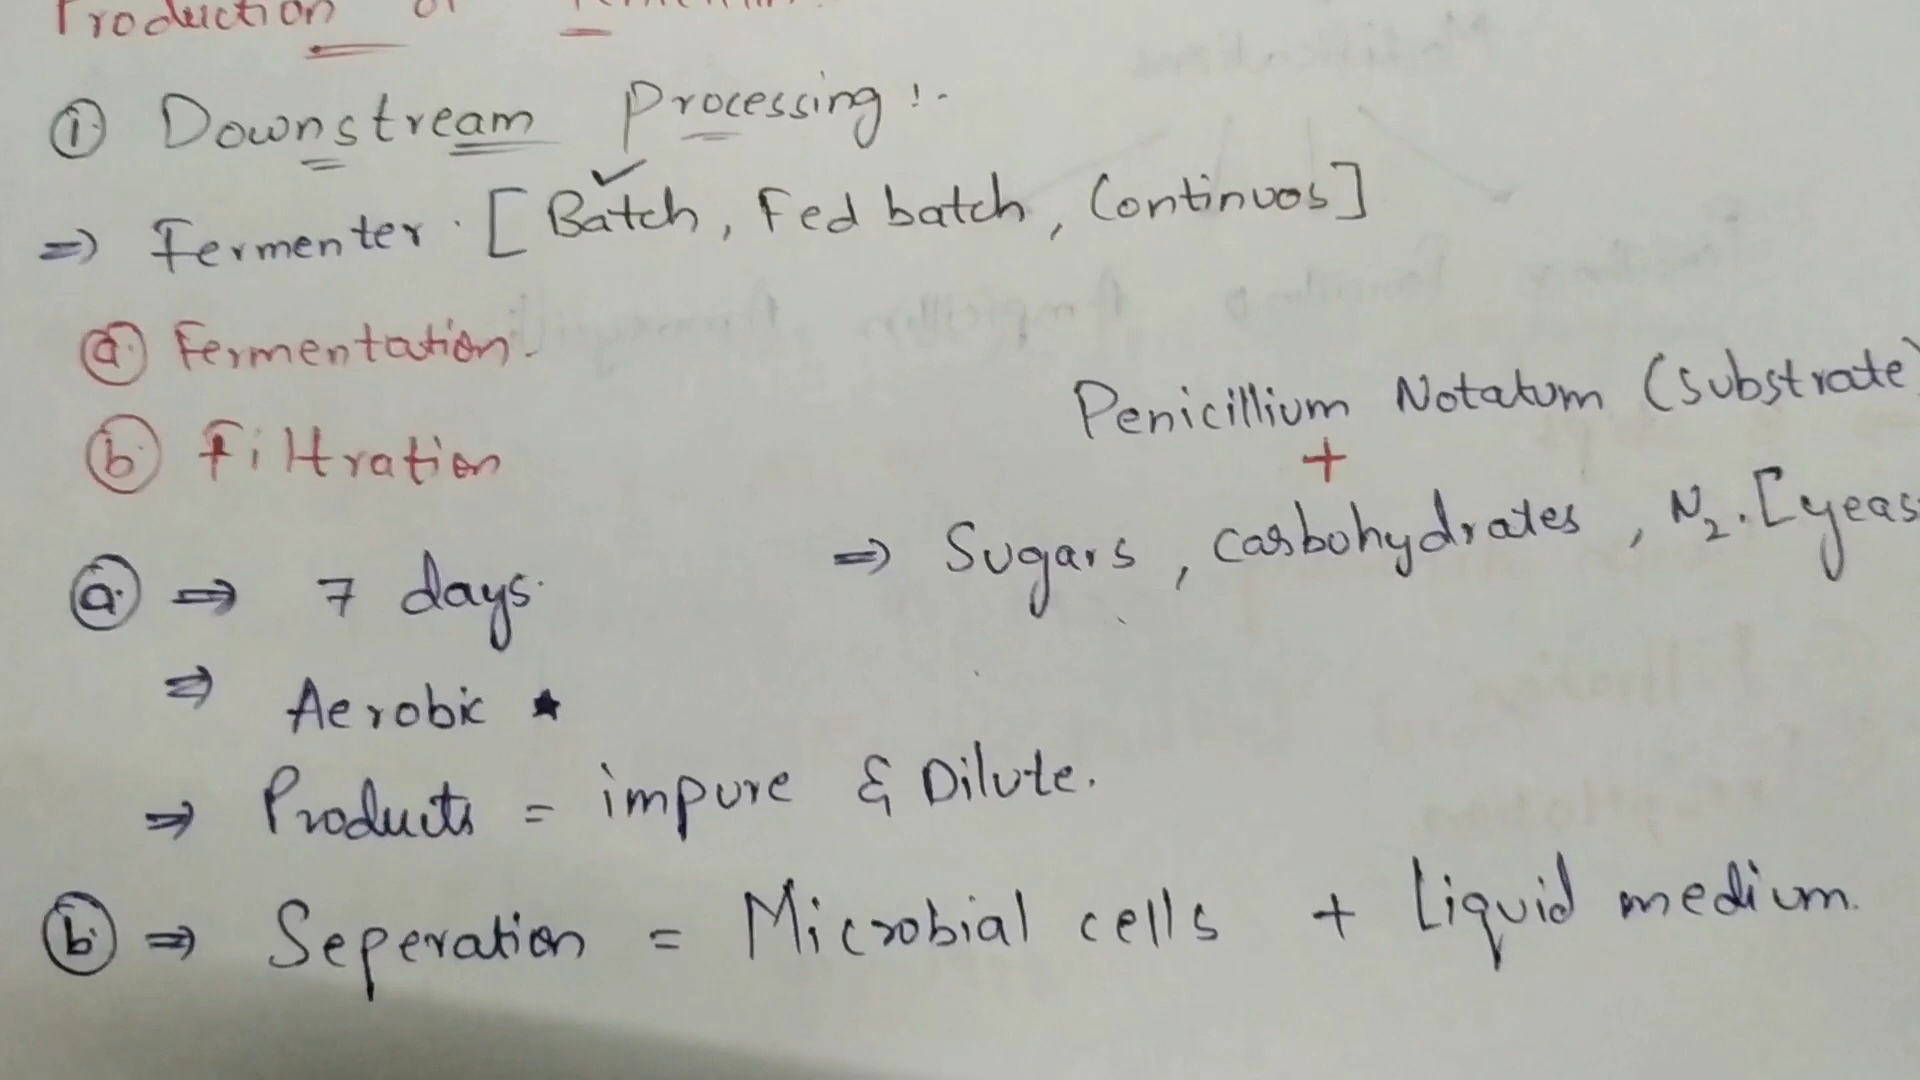 Production of
① Downstream Processing :-
⇒ Fermenter. [Batch, Fed batch, Continuos]
ⓐ Fermentation.
ⓑ Filtration
Penicillium Notatum (substrate)
+
⇒ Sugars, carbohydrates, N₂. [yeas
ⓐ ⇒ 7 days.
⇒ Aerobic ★
⇒ Products = impure & Dilute.
ⓑ ⇒ Seperation = Microbial cells + Liquid medium.